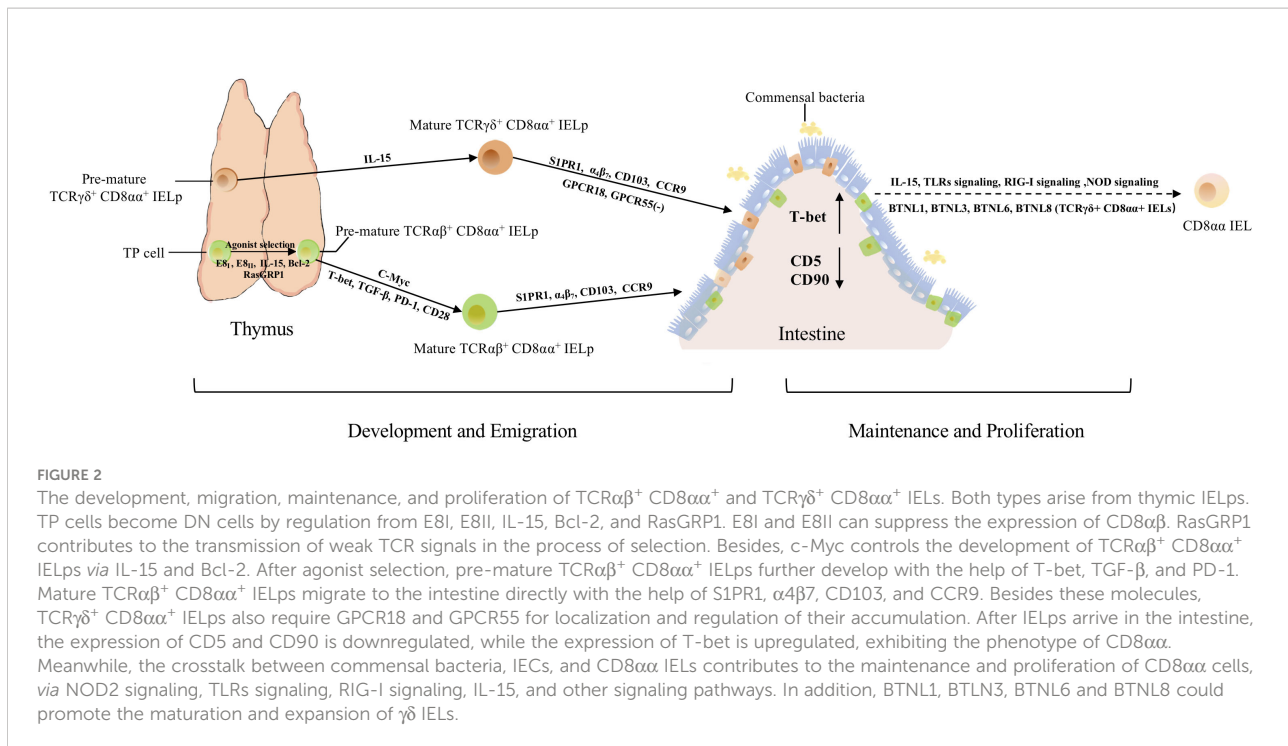 Commensal bacteria
Mature TCRγδ⁺ CD8αα⁺ IELp
IL-15
S1PR1, α₄β₇, CD103, CCR9
GPCR18, GPCR55(-)
Pre-mature
TCRγδ⁺ CD8αα⁺ IELp
IL-15, TLRs signaling, RIG-I signaling ,NOD signaling
BTNL1, BTNL3, BTNL6, BTNL8 (TCRγδ+ CD8αα+ IELs)
CD8αα IEL
T-bet
TP cell
Agonist selection
E8I, E8II, IL-15, Bcl-2
RasGRP1
Pre-mature TCRαβ⁺ CD8αα⁺ IELp
CD5
CD90
C-Myc
T-bet, TGF-β, PD-1, CD28
S1PR1, α₄β₇, CD103, CCR9
Thymus
Mature TCRαβ⁺ CD8αα⁺ IELp
Intestine
Development and Emigration
Maintenance and Proliferation
FIGURE 2
The development, migration, maintenance, and proliferation of TCRαβ⁺ CD8αα⁺ and TCRγδ⁺ CD8αα⁺ IELs. Both types arise from thymic IELps.
TP cells become DN cells by regulation from E8I, E8II, IL-15, Bcl-2, and RasGRP1. E8I and E8II can suppress the expression of CD8αβ. RasGRP1
contributes to the transmission of weak TCR signals in the process of selection. Besides, c-Myc controls the development of TCRαβ⁺ CD8αα⁺
IELps via IL-15 and Bcl-2. After agonist selection, pre-mature TCRαβ⁺ CD8αα⁺ IELps further develop with the help of T-bet, TGF-β, and PD-1.
Mature TCRαβ⁺ CD8αα⁺ IELps migrate to the intestine directly with the help of S1PR1, α4β7, CD103, and CCR9. Besides these molecules,
TCRγδ⁺ CD8αα⁺ IELps also require GPCR18 and GPCR55 for localization and regulation of their accumulation. After IELps arrive in the intestine,
the expression of CD5 and CD90 is downregulated, while the expression of T-bet is upregulated, exhibiting the phenotype of CD8αα.
Meanwhile, the crosstalk between commensal bacteria, IECs, and CD8αα IELs contributes to the maintenance and proliferation of CD8αα cells,
via NOD2 signaling, TLRs signaling, RIG-I signaling, IL-15, and other signaling pathways. In addition, BTNL1, BTLN3, BTNL6 and BTNL8 could
promote the maturation and expansion of γδ IELs.